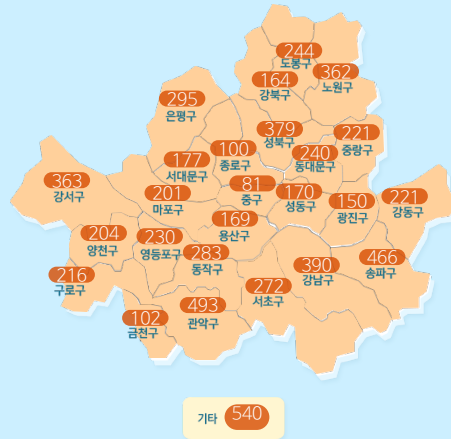 244
도봉구
362
노원구
164
강북구
295
은평구
379
성북구
221
중랑구
100
종로구
240
동대문구
177
서대문구
363
강서구
201
마포구
81
중구
170
성동구
150
광진구
221
강동구
169
용산구
204
양천구
230
영등포구
283
동작구
466
송파구
390
강남구
216
구로구
272
서초구
493
관악구
102
금천구
기타 540